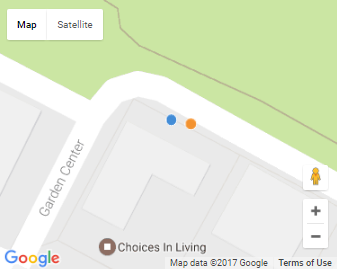 Map Satellite
Garden Center
Choices In Living
Google
Map data ©2017 Google Terms of Use